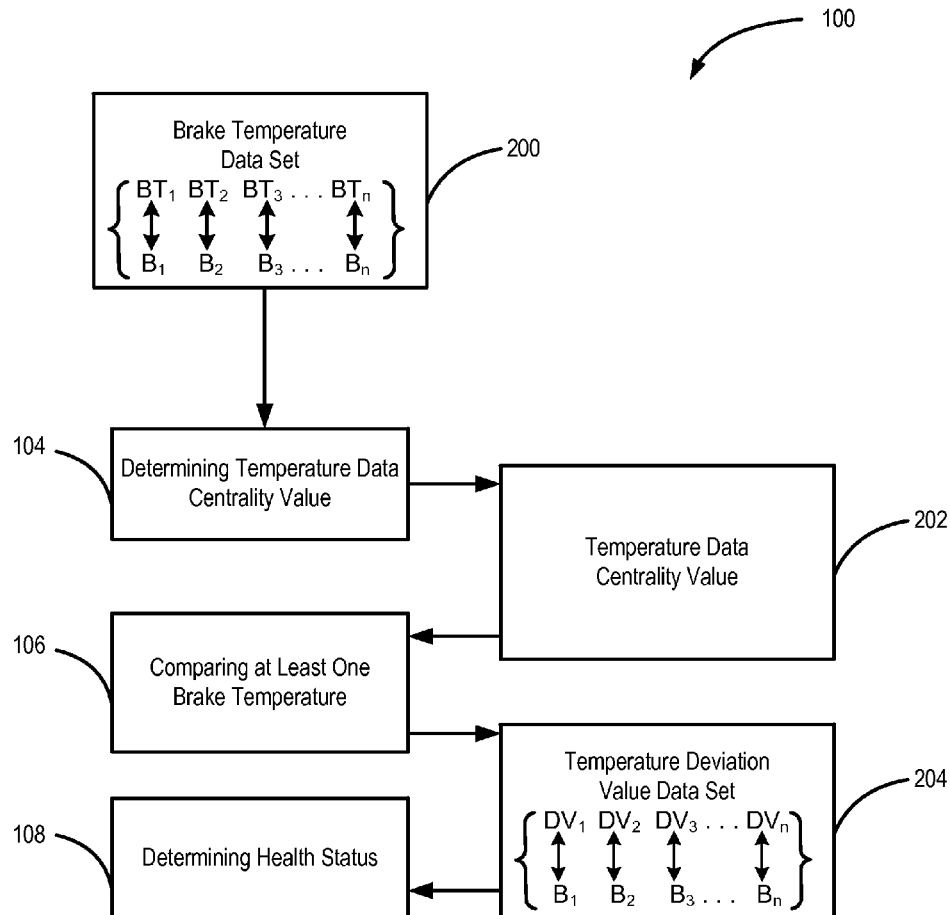 100
Brake Temperature
Data Set
200
{ BT₁ BT₂ BT₃ . . . BTₙ
B₁ B₂ B₃ . . . Bₙ }
104
Determining Temperature Data
Centrality Value
202
Temperature Data
Centrality Value
106
Comparing at Least One
Brake Temperature
Temperature Deviation
Value Data Set
204
{ DV₁ DV₂ DV₃ . . . DVₙ
B₁ B₂ B₃ . . . Bₙ }
108
Determining Health Status